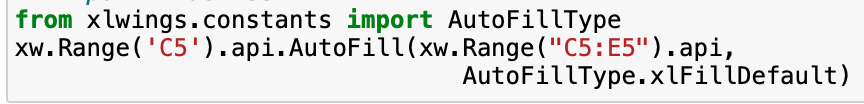 from xlwings.constants import AutoFillType
xw.Range('C5').api.AutoFill(xw.Range("C5:E5").api,
AutoFillType.xlFillDefault)